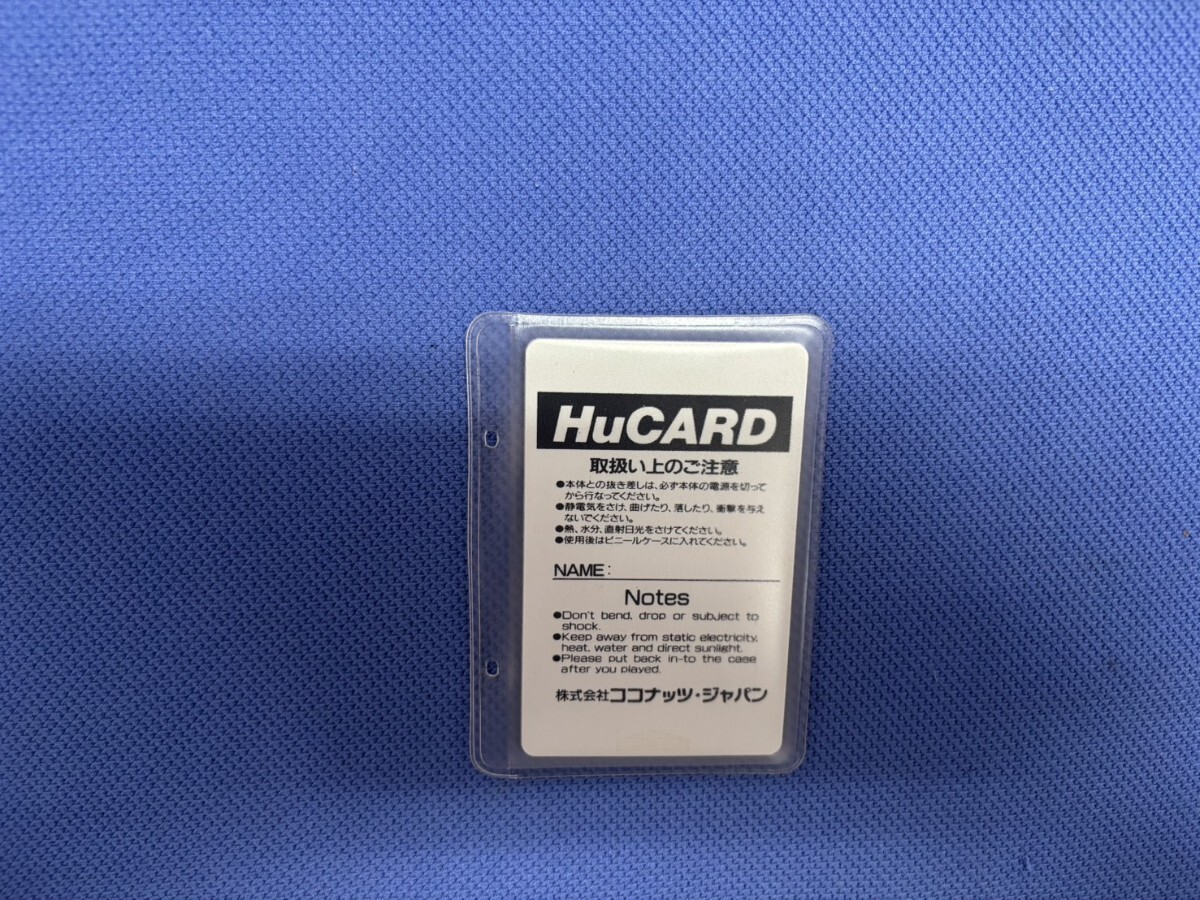 HuCARD
取扱い上のご注意
●本体との抜き差しは、必ず本体の電源を切って
から行なってください。
●静電気をさけ、曲げたり、落したり、衝撃を与え
ないでください。
●熱、水分、直射日光をさけてください。
●使用後はビニールケースに入れてください。
NAME:
Notes
●Don't bend, drop or subject to
shock.
●Keep away from static electricity,
heat, water and direct sunlight.
●Please put back in-to the case
after you played.
株式会社ココナッツ・ジャパン